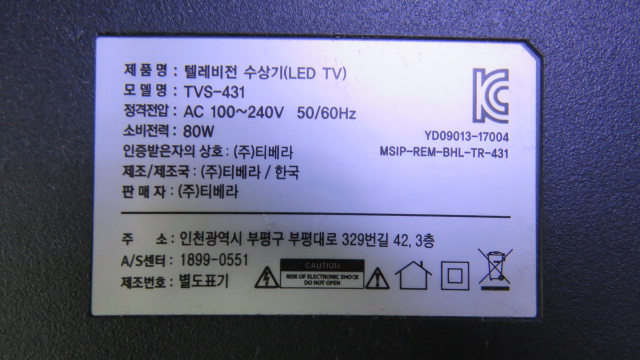 제 품 명 : 텔레비전 수상기(LED TV)
모 델 명 : TVS-431
정격전압 : AC 100~240V 50/60Hz
소비전력 : 80W
인증받은자의 상호 : (주)티베라
제조/제조국 : (주)티베라 / 한국
판 매 자 : (주)티베라
YD09013-17004
MSIP-REM-BHL-TR-431
주 소 : 인천광역시 부평구 부평대로 329번길 42, 3층
A/S센터 : 1899-0551
제조번호 : 별도표기
CAUTION
RISK OF ELECTRONIC SHOCK
DO NOT OPEN